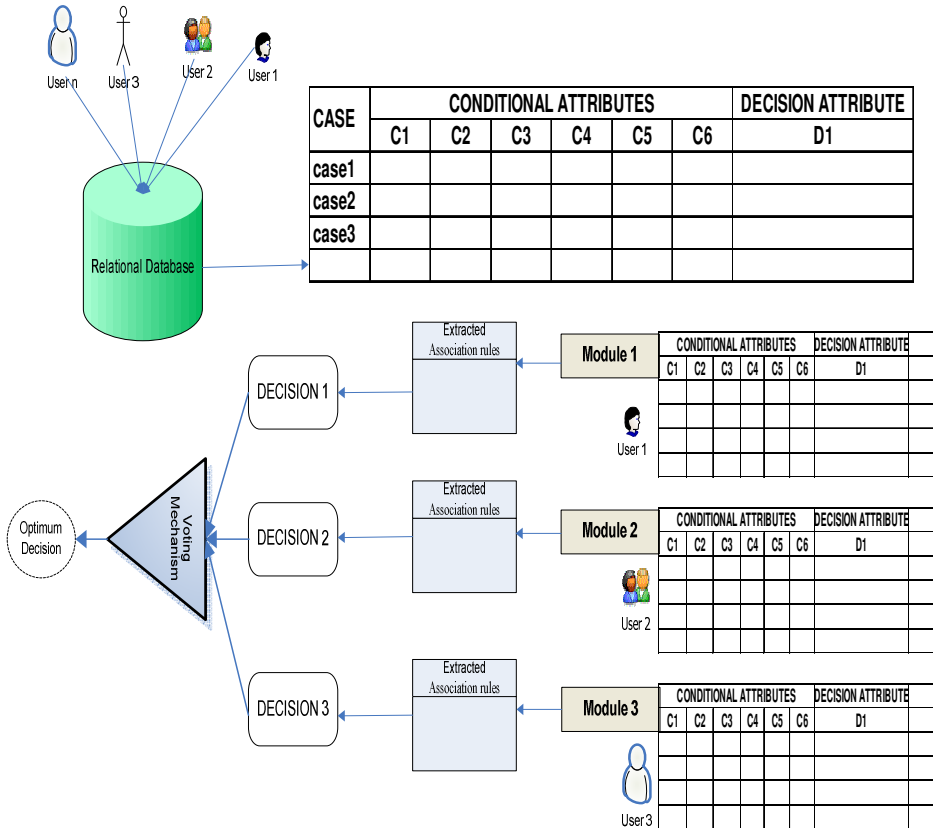 User n
User 3
User 2
User 1
CASE
CONDITIONAL ATTRIBUTES
DECISION ATTRIBUTE
C1 C2 C3 C4 C5 C6 D1
case1
case2
case3
Relational Database
Extracted
Association rules
Module 1
CONDITIONAL ATTRIBUTES DECISION ATTRIBUTE
C1 C2 C3 C4 C5 C6 D1
DECISION 1
User 1
Extracted
Association rules
Module 2
CONDITIONAL ATTRIBUTES DECISION ATTRIBUTE
C1 C2 C3 C4 C5 C6 D1
DECISION 2
User 2
Voting
Mechanism
Optimum
Decision
Extracted
Association rules
Module 3
CONDITIONAL ATTRIBUTES DECISION ATTRIBUTE
C1 C2 C3 C4 C5 C6 D1
DECISION 3
User 3